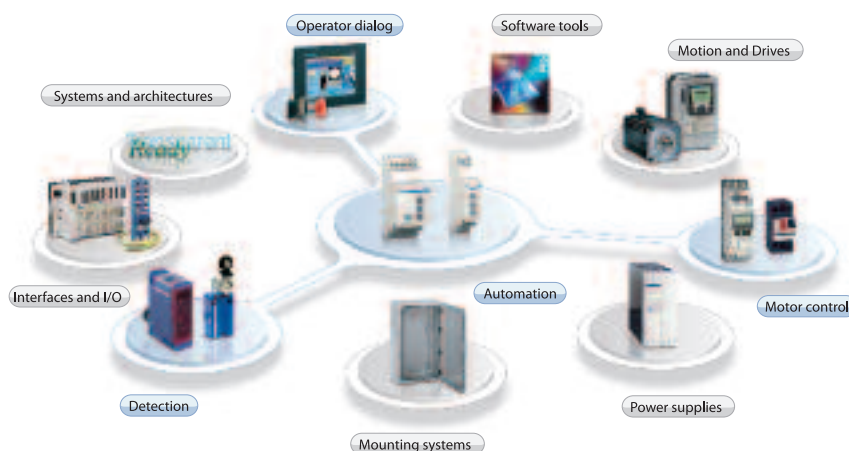 Operator dialog
Software tools
Motion and Drives
Systems and architectures
Ready
Interfaces and I/O
Automation
Motor control
Detection
Power supplies
Mounting systems